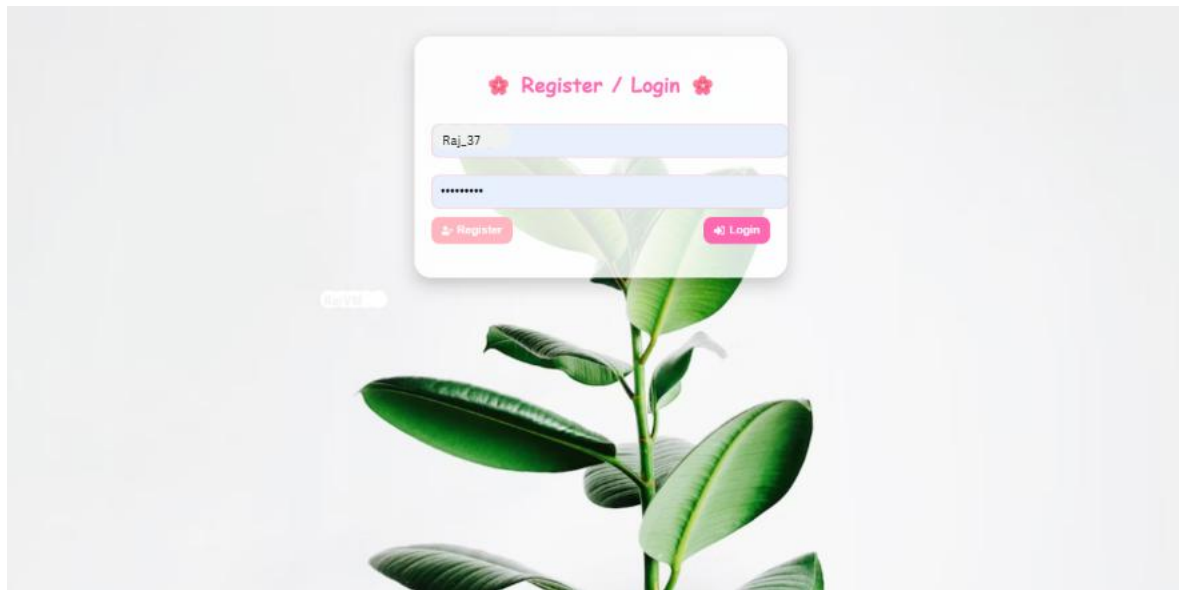 Register / Login
Raj_37
•••••••••
Register
Login